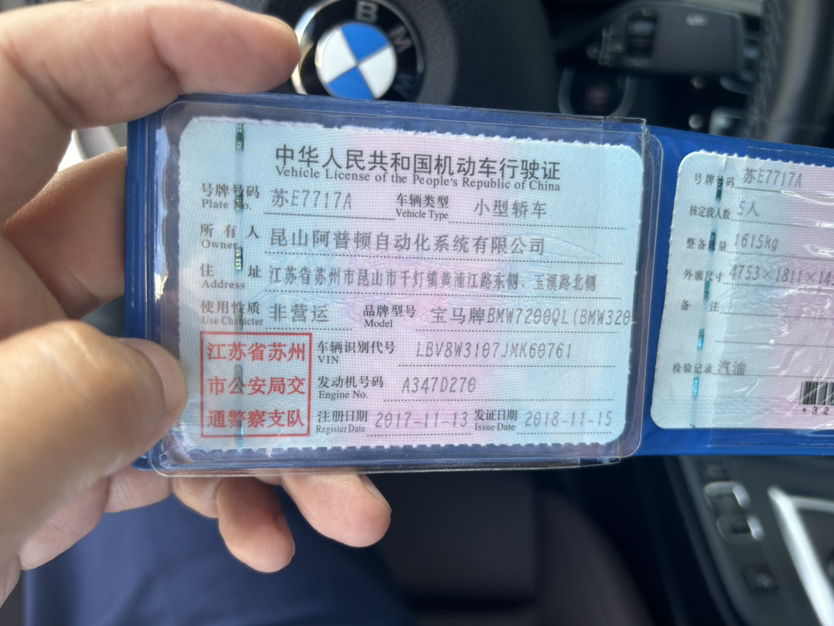 BM
中华人民共和国机动车行驶证
Vehicle License of the People's Republic of China
号牌号码 苏E7717A 车辆类型 小型轿车
Plate No. Vehicle Type
所有人 昆山阿普顿自动化系统有限公司
Owner
住址 江苏省苏州市昆山市千灯镇黄浦江路东侧、玉溪路北侧
Address
使用性质 非营运 品牌型号 宝马牌BMW7200QL(BMW320
Use Character Model
江苏省苏州
市公安局交
通警察支队
车辆识别代号 LBV8W3107JMK60761
VIN
发动机号码 A347D270
Engine No.
注册日期 2017-11-13 发证日期 2018-11-15
Register Date Issue Date
号牌号码 苏E7717A
核定载人数 5人
整备质量 1615kg
外廓尺寸 4753×1811×14
备注
检验记录 汽油
*32